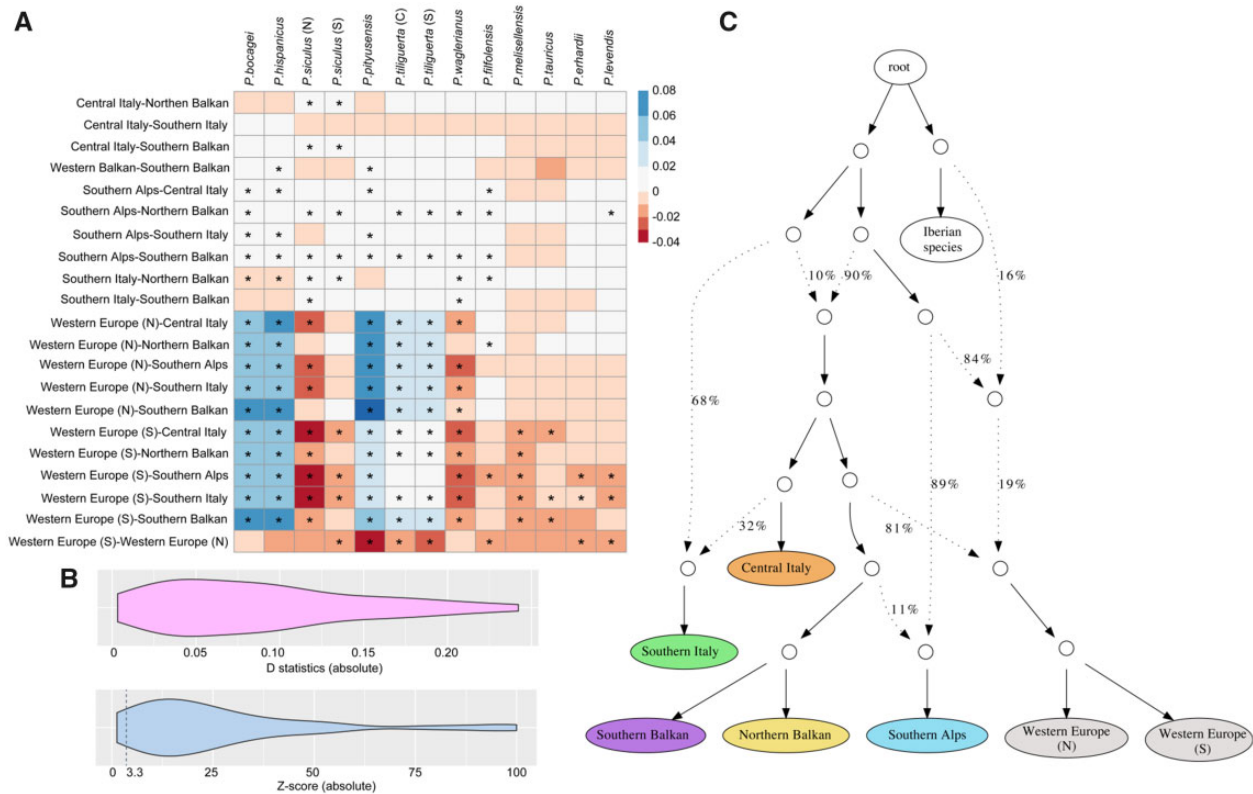 A
P.bocagei
P.hispanicus
P.siculus (N)
P.siculus (S)
P.pityusensis
P.tiliguerta (C)
P.tiliguerta (S)
P.waglerianus
P.filfolensis
P.melisellensis
P.tauricus
P.erhardii
P.levendis
Central Italy-Northen Balkan
Central Italy-Southern Italy
Central Italy-Southern Balkan
Western Balkan-Southern Balkan
Southern Alps-Central Italy
Southern Alps-Northern Balkan
Southern Alps-Southern Italy
Southern Alps-Southern Balkan
Southern Italy-Northern Balkan
Southern Italy-Southern Balkan
Western Europe (N)-Central Italy
Western Europe (N)-Northern Balkan
Western Europe (N)-Southern Alps
Western Europe (N)-Southern Italy
Western Europe (N)-Southern Balkan
Western Europe (S)-Central Italy
Western Europe (S)-Northern Balkan
Western Europe (S)-Southern Alps
Western Europe (S)-Southern Italy
Western Europe (S)-Southern Balkan
Western Europe (S)-Western Europe (N)
0.08
0.06
0.04
0.02
0
-0.02
-0.04
B
0
0.05
0.10
0.15
0.20
D statistics (absolute)
0
3.3
25
50
75
100
Z-score (absolute)
C
root
Iberian
species
10%
90%
16%
84%
68%
89%
19%
32%
81%
Central Italy
11%
Southern Italy
Southern Balkan
Northern Balkan
Southern Alps
Western Europe
(N)
Western Europe
(S)